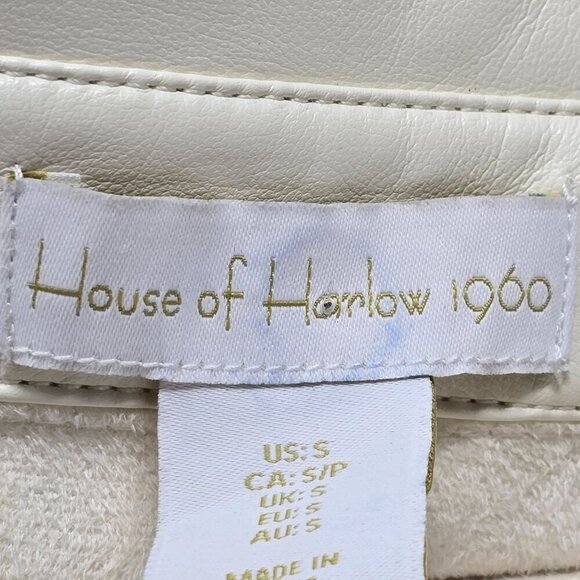 House of Harlow 1960
US: S
CA: S/P
UK: S
EU: S
AU: S
MADE IN